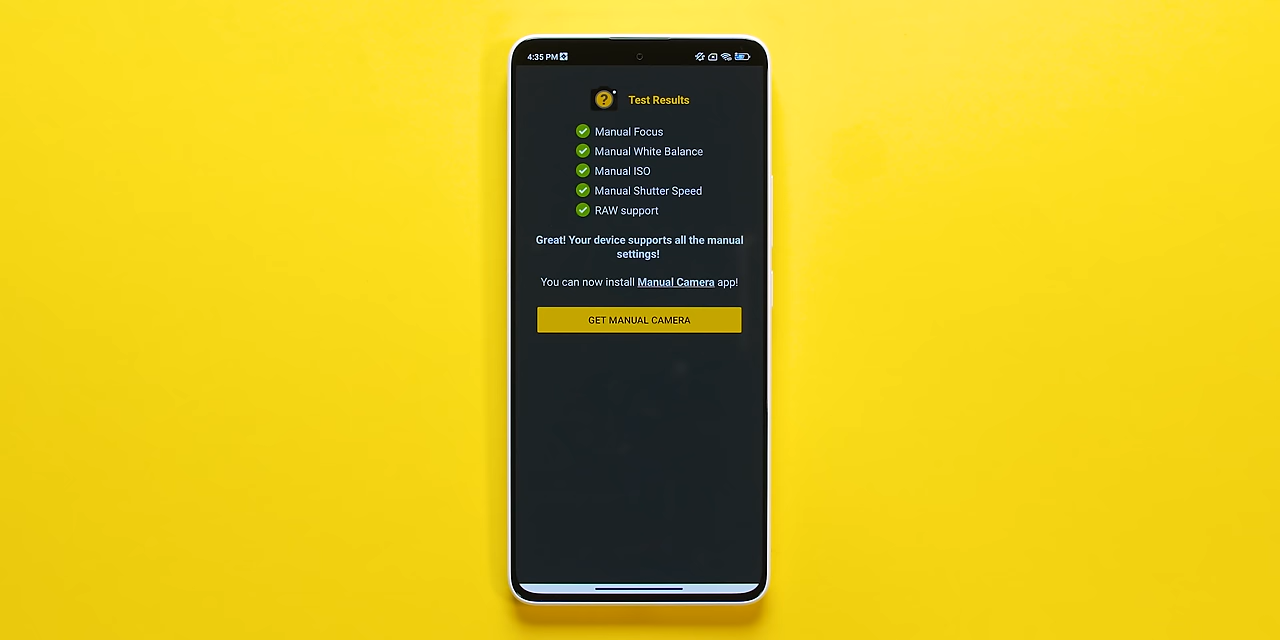 4:35 PM
Test Results
Manual Focus
Manual White Balance
Manual ISO
Manual Shutter Speed
RAW support
Great! Your device supports all the manual
settings!
You can now install Manual Camera app!
GET MANUAL CAMERA